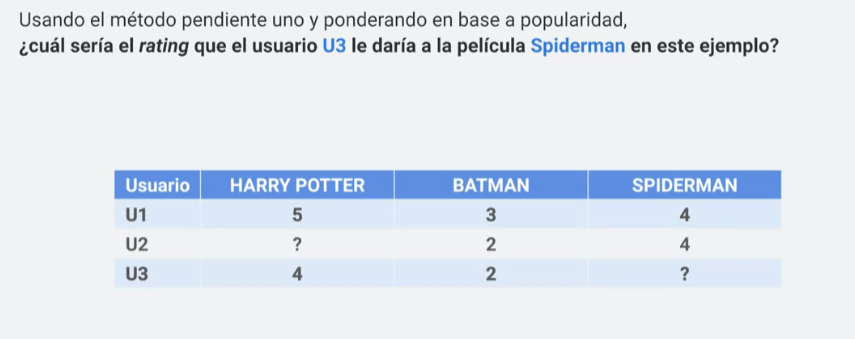 Usando el método pendiente uno y ponderando en base a popularidad,
¿cuál sería el rating que el usuario U3 le daría a la película Spiderman en este ejemplo?
Usuario HARRY POTTER BATMAN SPIDERMAN
U1 5 3 4
U2 ? 2 4
U3 4 2 ?